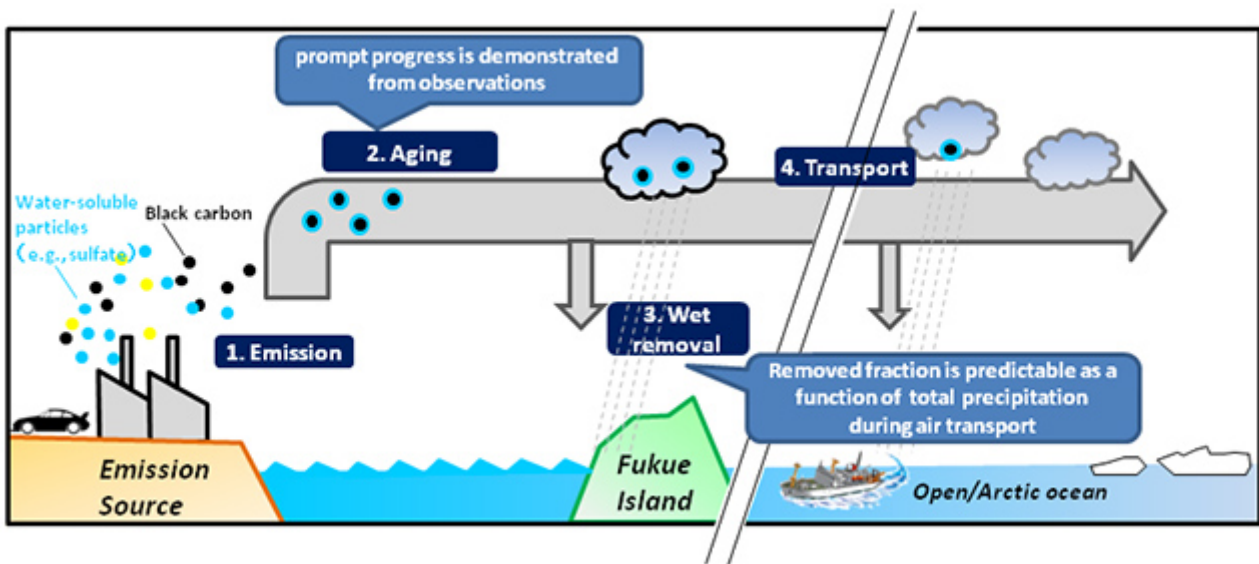 prompt progress is demonstrated
from observations
2. Aging
4. Transport
Water-soluble
particles
(e.g., sulfate)
Black carbon
1. Emission
3. Wet
removal
Removed fraction is predictable as a
function of total precipitation
during air transport
Emission
Source
Fukue
Island
Open/Arctic ocean